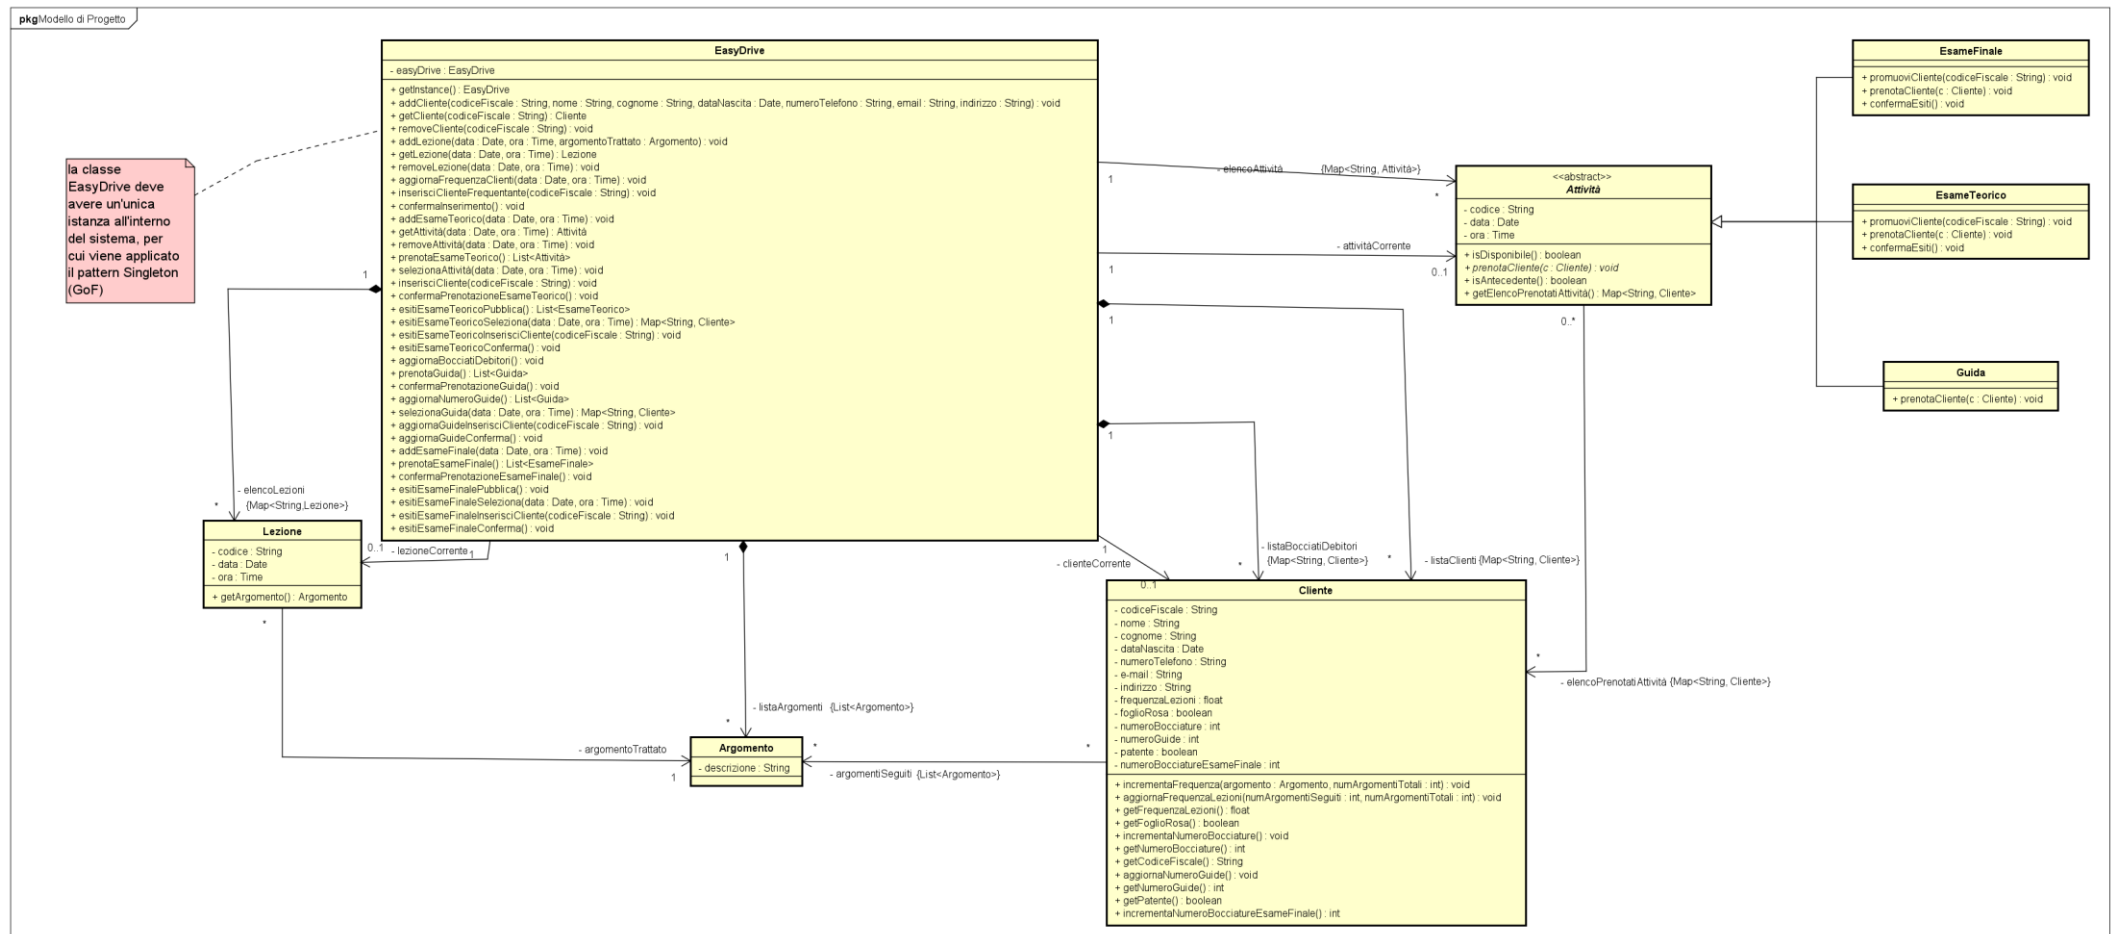 pkg Modello di Progetto
EasyDrive
- easyDrive : EasyDrive
+ getInstance() : EasyDrive
+ addCliente(codiceFiscale : String, nome : String, cognome : String, dataNascita : Date, numeroTelefono : String, email : String, indirizzo : String) : void
+ getCliente(codiceFiscale : String) : Cliente
+ removeCliente(codiceFiscale : String) : void
+ addLezione(data : Date, ora : Time, argomentoTrattato : Argomento) : void
+ getLezione(data : Date, ora : Time) : Lezione
+ removeLezione(data : Date, ora : Time) : void
+ aggiornaFrequenzaClienti(data : Date, ora : Time) : void
+ inserisciClienteFrequentante(codiceFiscale : String) : void
+ confermaInserimento() : void
+ addEsameTeorico(data : Date, ora : Time) : void
+ getAttività(data : Date, ora : Time) : Attività
+ removeAttività(data : Date, ora : Time) : void
+ prenotaEsameTeorico() : List<Attività>
+ selezionaAttività(data : Date, ora : Time) : void
+ inserisciCliente(codiceFiscale : String) : void
+ confermaPrenotazioneEsameTeorico() : void
+ esitiEsameTeoricoPubblica() : List<EsameTeorico>
+ esitiEsameTeoricoSeleziona(data : Date, ora : Time) : Map<String, Cliente>
+ esitiEsameTeoricoInserisciCliente(codiceFiscale : String) : void
+ esitiEsameTeoricoConferma() : void
+ aggiornaBocciatiDebitori() : void
+ prenotaGuida() : List<Guida>
+ confermaPrenotazioneGuida() : void
+ aggiornaNumeroGuide() : List<Guida>
+ selezionaGuida(data : Date, ora : Time) : Map<String, Cliente>
+ aggiornaGuideInserisciCliente(codiceFiscale : String) : void
+ aggiornaGuideConferma() : void
+ addEsameFinale(data : Date, ora : Time) : void
+ prenotaEsameFinale() : List<EsameFinale>
+ confermaPrenotazioneEsameFinale() : void
+ esitiEsameFinalePubblica() : void
+ esitiEsameFinaleSeleziona(data : Date, ora : Time) : void
+ esitiEsameFinaleInserisciCliente(codiceFiscale : String) : void
+ esitiEsameFinaleConferma() : void
la classe
EasyDrive deve
avere un'unica
istanza all'interno
del sistema, per
cui viene applicato
il pattern Singleton
(GoF)
EsameFinale
+ promuoviCliente(codiceFiscale : String) : void
+ prenotaCliente(c : Cliente) : void
+ confermaEsiti() : void
EsameTeorico
+ promuoviCliente(codiceFiscale : String) : void
+ prenotaCliente(c : Cliente) : void
+ confermaEsiti() : void
Guida
+ prenotaCliente(c : Cliente) : void
<<abstract>>
Attività
- codice : String
- data : Date
- ora : Time
+ isDisponibile() : boolean
+ prenotaCliente(c : Cliente) : void
+ isAntecedente() : boolean
+ getElencoPrenotatiAttività() : Map<String, Cliente>
- elencoAttività {Map<String, Attività>}
1
*
- attivitàCorrente
1
0..1
0..*
1
1
1
- elencoLezioni
* {Map<String,Lezione>}
Lezione
- codice : String
- data : Date
- ora : Time
+ getArgomento() : Argomento
0..1 - lezioneCorrente 1
1
1
- clienteCorrente
0..1
- listaBocciatiDebitori
* {Map<String, Cliente>}
* - listaClienti {Map<String, Cliente>}
*
- elencoPrenotatiAttività {Map<String, Cliente>}
Cliente
- codiceFiscale : String
- nome : String
- cognome : String
- dataNascita : Date
- numeroTelefono : String
- e-mail : String
- indirizzo : String
- frequenzaLezioni : float
- foglioRosa : boolean
- numeroBocciature : int
- numeroGuide : int
- patente : boolean
- numeroBocciatureEsameFinale : int
+ incrementaFrequenza(argomento : Argomento, numArgomentiTotali : int) : void
+ aggiornaFrequenzaLezioni(numArgomentiSeguiti : int, numArgomentiTotali : int) : void
+ getFrequenzaLezioni() : float
+ getFoglioRosa() : boolean
+ incrementaNumeroBocciature() : void
+ getNumeroBocciature() : int
+ getCodiceFiscale() : String
+ aggiornaNumeroGuide() : void
+ getNumeroGuide() : int
+ getPatente() : boolean
+ incrementaNumeroBocciatureEsameFinale() : int
*
- argomentoTrattato
1
- listaArgomenti {List<Argomento>}
*
Argomento
- descrizione : String
*
*
- argomentiSeguiti {List<Argomento>}